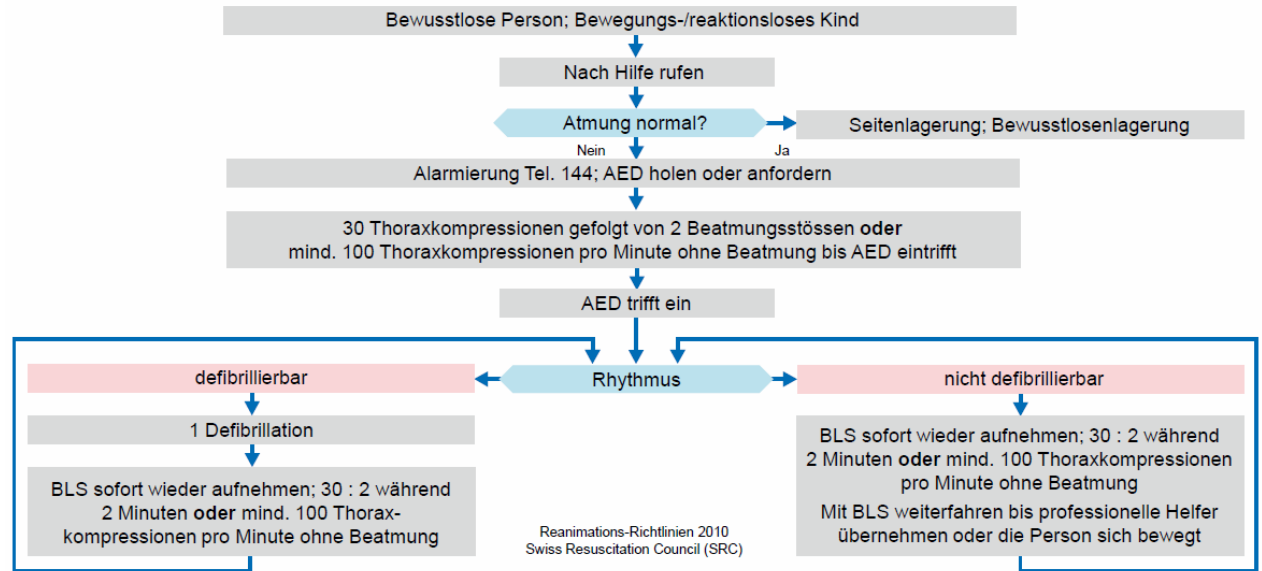 Bewusstlose Person; Bewegungs-/reaktionsloses Kind
Nach Hilfe rufen
Atmung normal?
Seitenlagerung; Bewusstlosenlagerung
Nein
Ja
Alarmierung Tel. 144; AED holen oder anfordern
30 Thoraxkompressionen gefolgt von 2 Beatmungsstössen oder
mind. 100 Thoraxkompressionen pro Minute ohne Beatmung bis AED eintrifft
AED trifft ein
defibrillierbar
Rhythmus
nicht defibrillierbar
1 Defibrillation
BLS sofort wieder aufnehmen; 30 : 2 während
2 Minuten oder mind. 100 Thorax-
kompressionen pro Minute ohne Beatmung
BLS sofort wieder aufnehmen; 30 : 2 während
2 Minuten oder mind. 100 Thoraxkompressionen
pro Minute ohne Beatmung
Mit BLS weiterfahren bis professionelle Helfer
übernehmen oder die Person sich bewegt
Reanimations-Richtlinien 2010
Swiss Resuscitation Council (SRC)